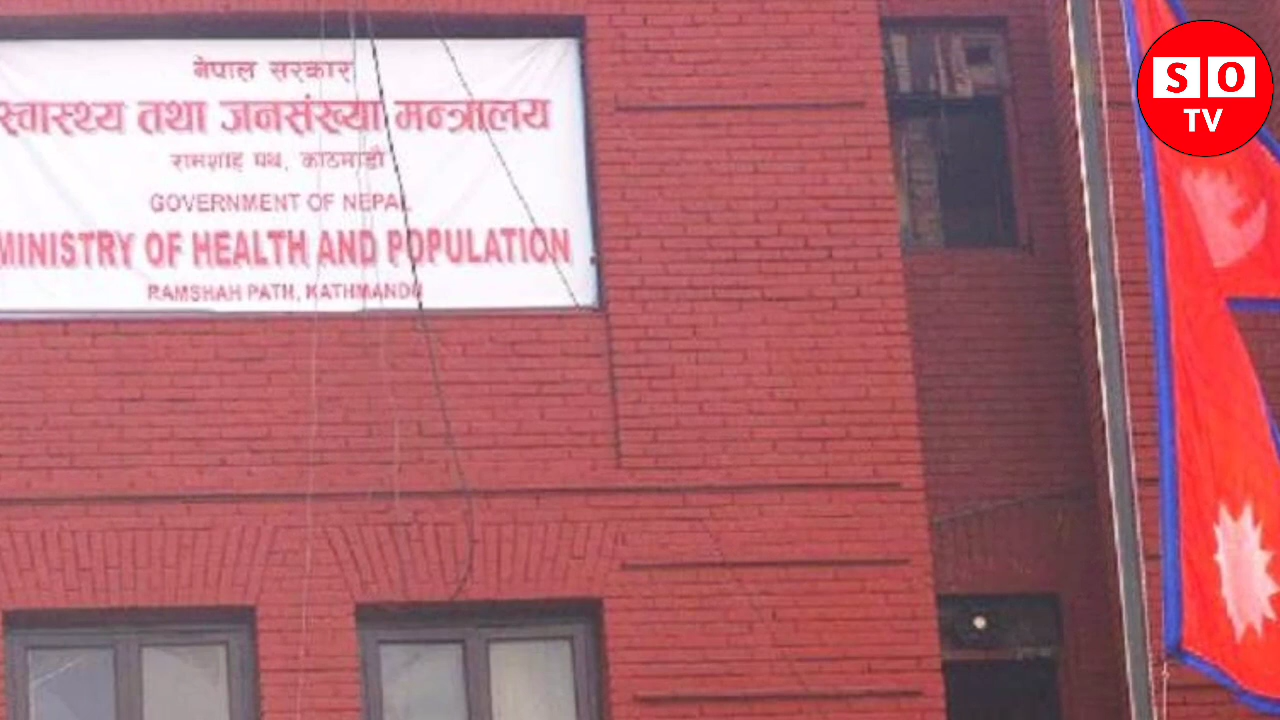 नेपाल सरकार
स्वास्थ्य तथा जनसंख्या मन्त्रालय
रामशाह पथ, काठमाडौं
GOVERNMENT OF NEPAL
MINISTRY OF HEALTH AND POPULATION
RAMSHAH PATH, KATHMANDU
SO
TV